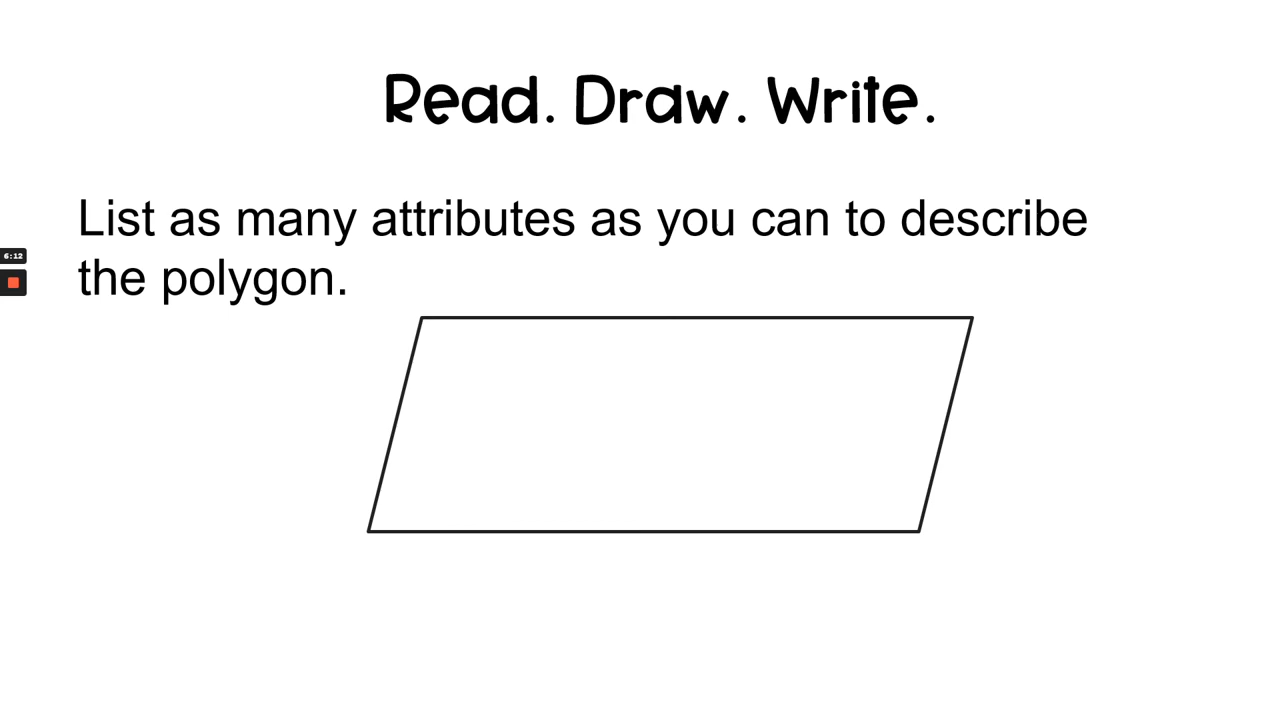 Read. Draw. Write.
List as many attributes as you can to describe
the polygon.
6:12